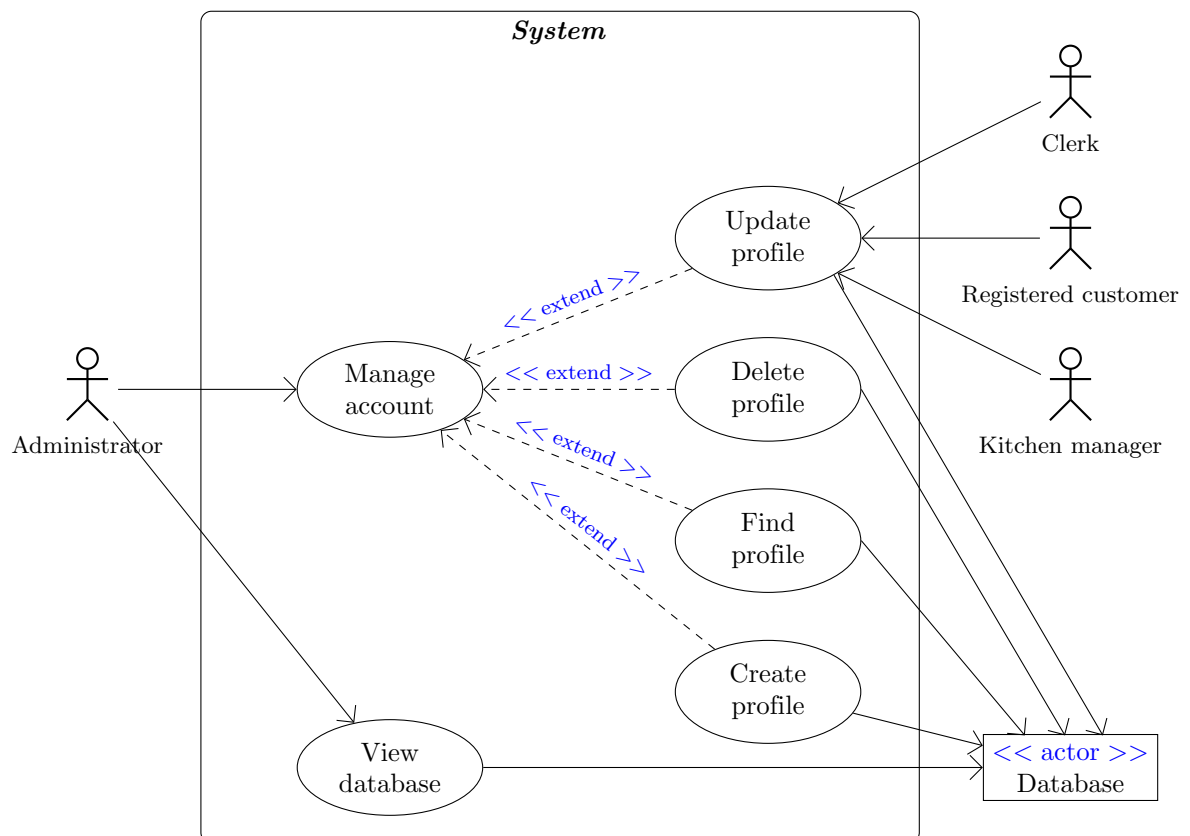 System
Clerk
Update
profile
Registered customer
<< extend >>
Manage
account
<< extend >>
Delete
profile
Administrator
Kitchen manager
<< extend >>
<< extend >>
Find
profile
Create
profile
View
database
<< actor >>
Database